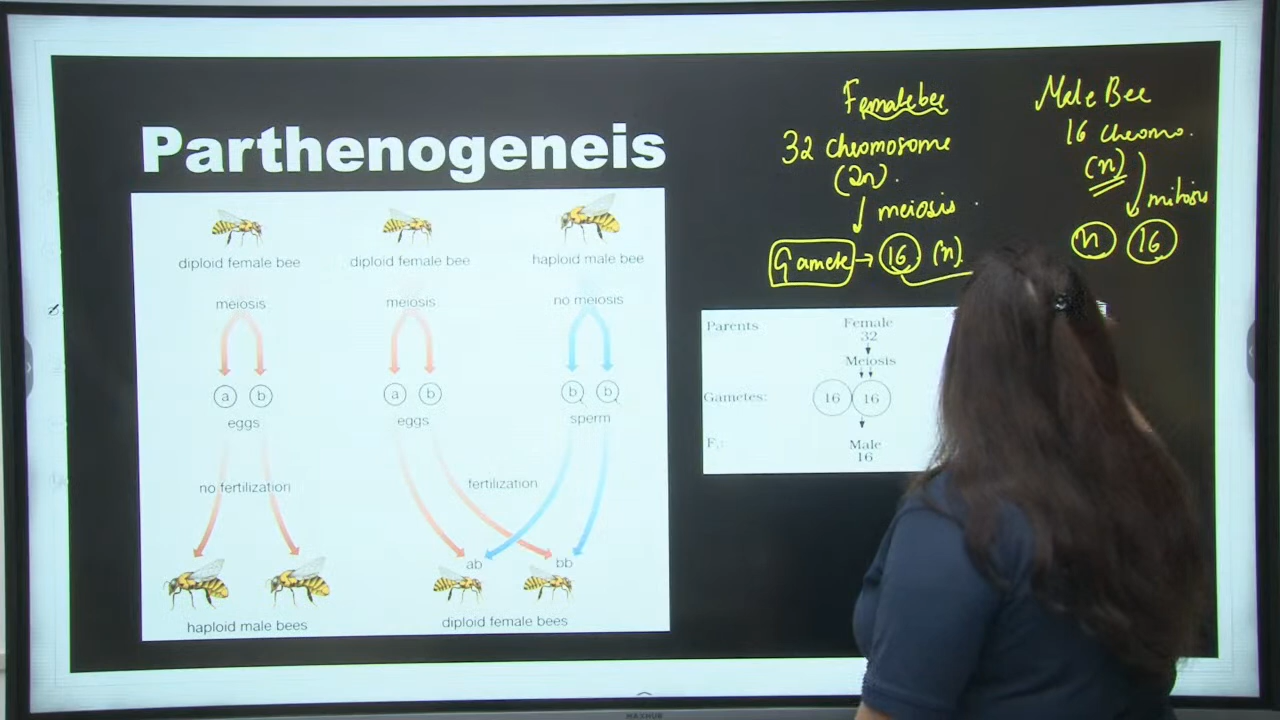 Parthenogeneis
diploid female bee
diploid female bee
haploid male bee
meiosis
meiosis
no meiosis
a b
a b
b b
eggs
eggs
sperm
no fertilization
fertilization
ab
bb
haploid male bees
diploid female bees
Female bee
32 chromosome
(2n).
meiosis
Gamete → 16 (n)
Male Bee
16 chromo.
(n)
mitosis
n 16
Parents
Female
32
Meiosis
Gametes: 16 16
F₁: Male
16
MAXHUB